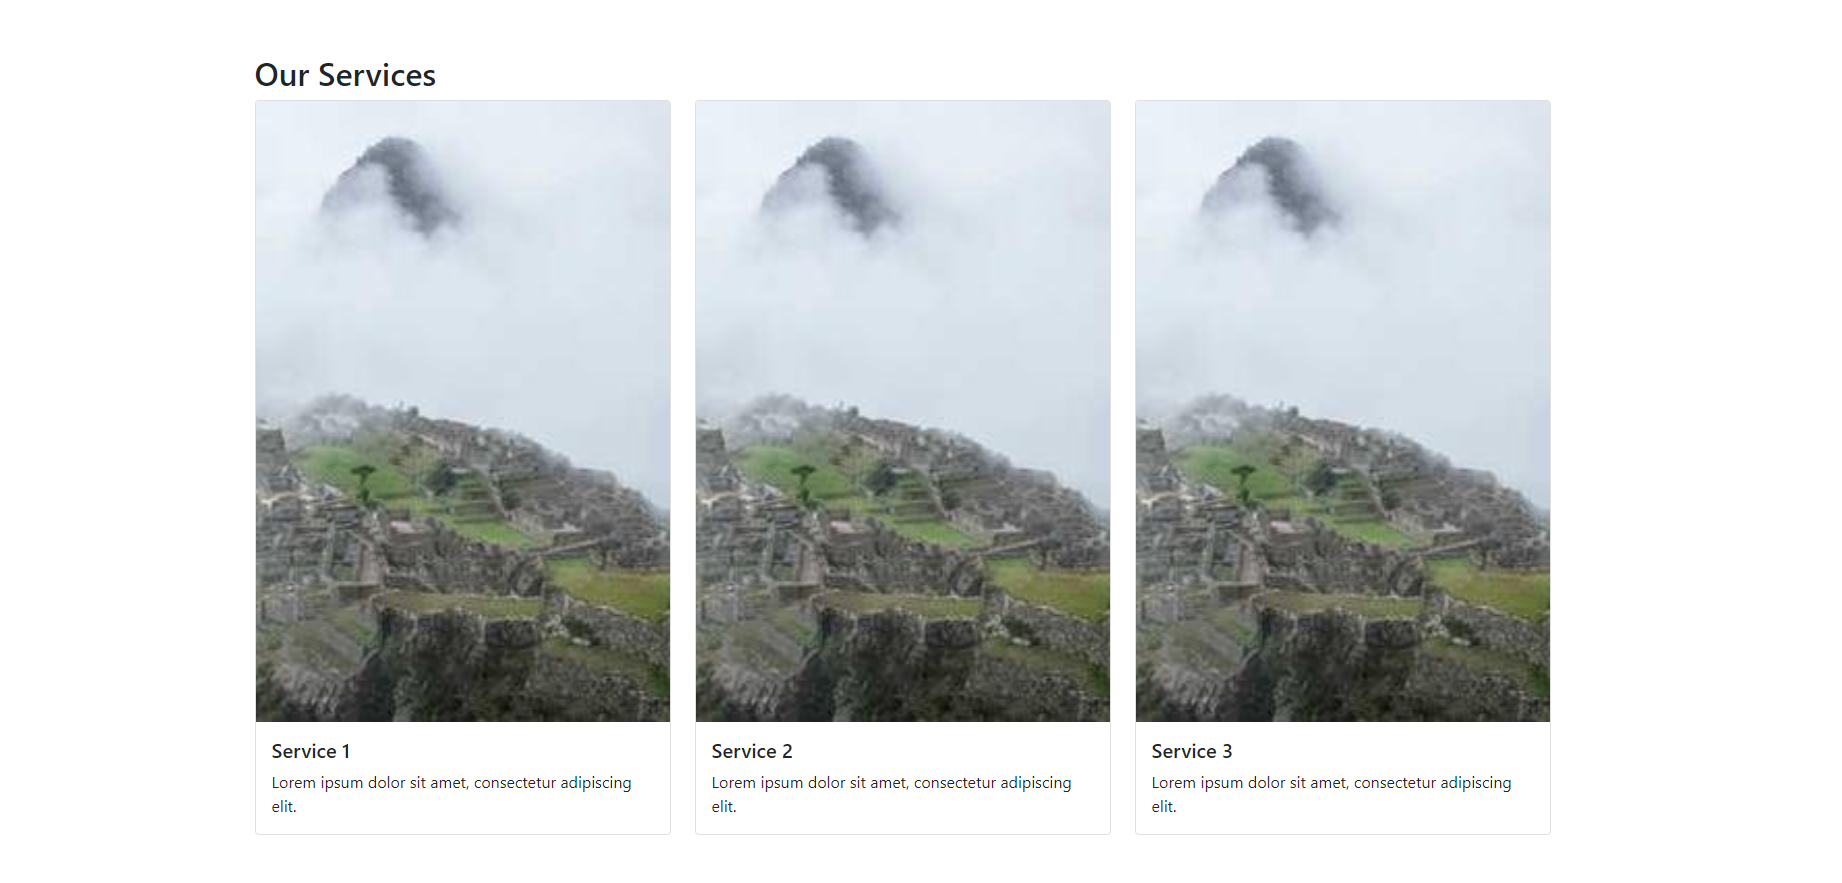 Our Services
Service 1
Lorem ipsum dolor sit amet, consectetur adipiscing
elit.
Service 2
Lorem ipsum dolor sit amet, consectetur adipiscing
elit.
Service 3
Lorem ipsum dolor sit amet, consectetur adipiscing
elit.